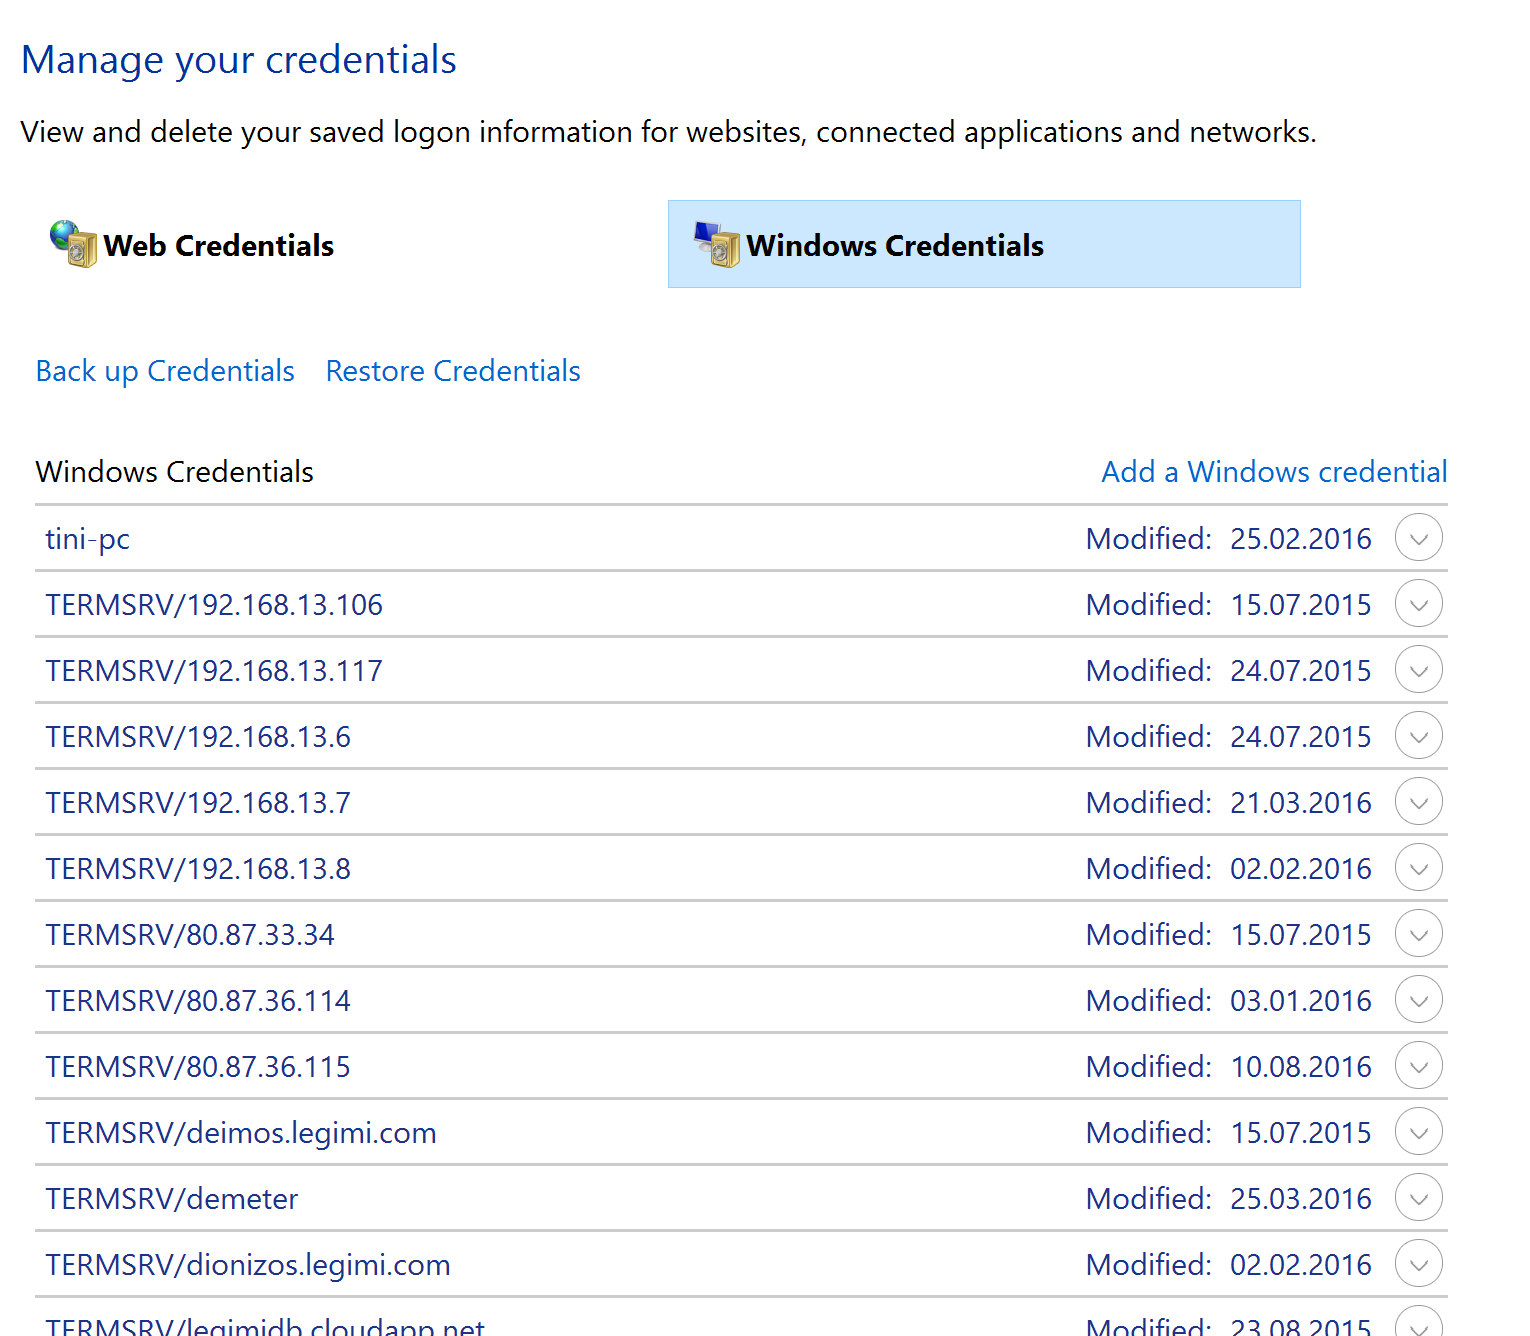 Manage your credentials
View and delete your saved logon information for websites, connected applications and networks.
Web Credentials Windows Credentials
Back up Credentials Restore Credentials
Windows Credentials Add a Windows credential
tini-pc Modified: 25.02.2016
TERMSRV/192.168.13.106 Modified: 15.07.2015
TERMSRV/192.168.13.117 Modified: 24.07.2015
TERMSRV/192.168.13.6 Modified: 24.07.2015
TERMSRV/192.168.13.7 Modified: 21.03.2016
TERMSRV/192.168.13.8 Modified: 02.02.2016
TERMSRV/80.87.33.34 Modified: 15.07.2015
TERMSRV/80.87.36.114 Modified: 03.01.2016
TERMSRV/80.87.36.115 Modified: 10.08.2016
TERMSRV/deimos.legimi.com Modified: 15.07.2015
TERMSRV/demeter Modified: 25.03.2016
TERMSRV/dionizos.legimi.com Modified: 02.02.2016
TERMSRV/legimidb.cloudapp.net Modified: 23.08.2015